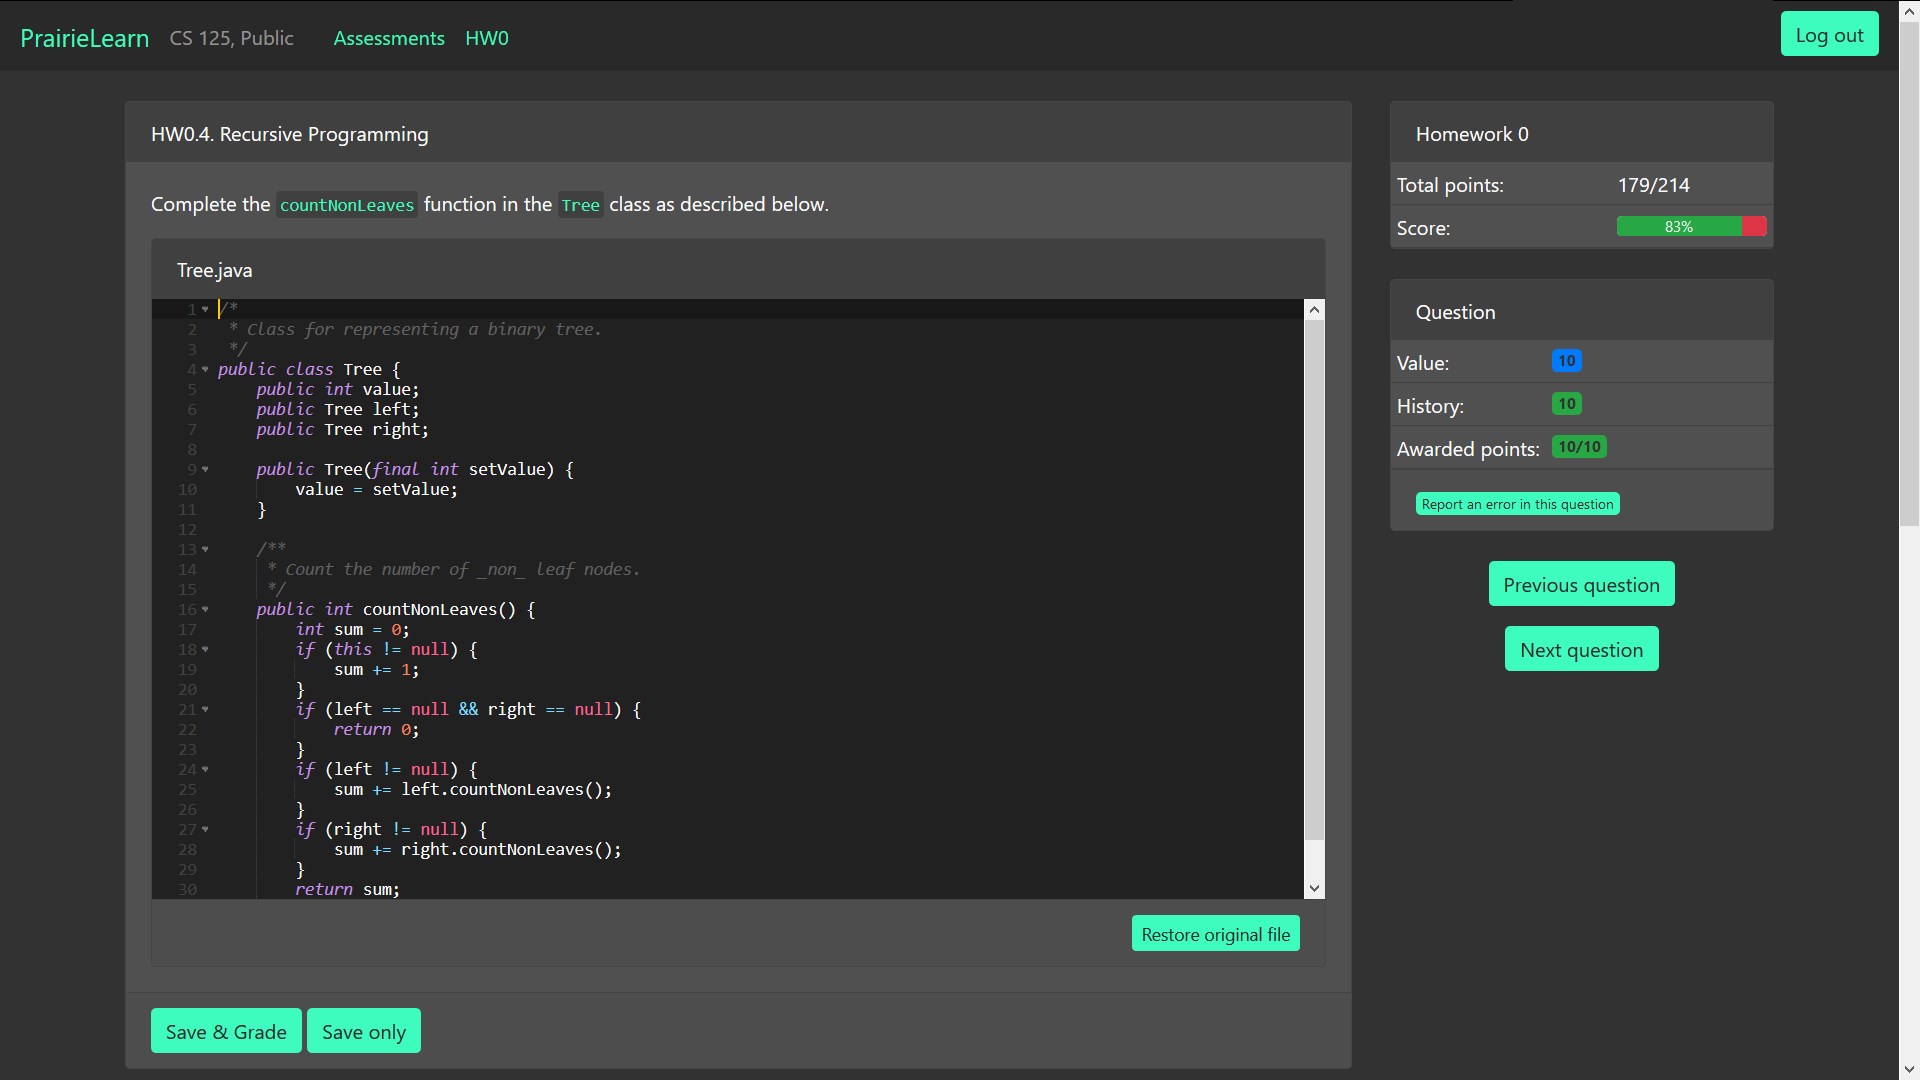 PrairieLearn CS 125, Public Assessments HW0 Log out
HW0.4. Recursive Programming
Complete the countNonLeaves function in the Tree class as described below.
Tree.java
1 /*
2  * Class for representing a binary tree.
3  */
4 public class Tree {
5     public int value;
6     public Tree left;
7     public Tree right;
8
9     public Tree(final int setValue) {
10         value = setValue;
11     }
12
13     /**
14      * Count the number of _non_ leaf nodes.
15      */
16     public int countNonLeaves() {
17         int sum = 0;
18         if (this != null) {
19             sum += 1;
20         }
21         if (left == null && right == null) {
22             return 0;
23         }
24         if (left != null) {
25             sum += left.countNonLeaves();
26         }
27         if (right != null) {
28             sum += right.countNonLeaves();
29         }
30         return sum;
Restore original file
Save & Grade Save only
Homework 0
Total points: 179/214
Score: 83%
Question
Value: 10
History: 10
Awarded points: 10/10
Report an error in this question
Previous question
Next question